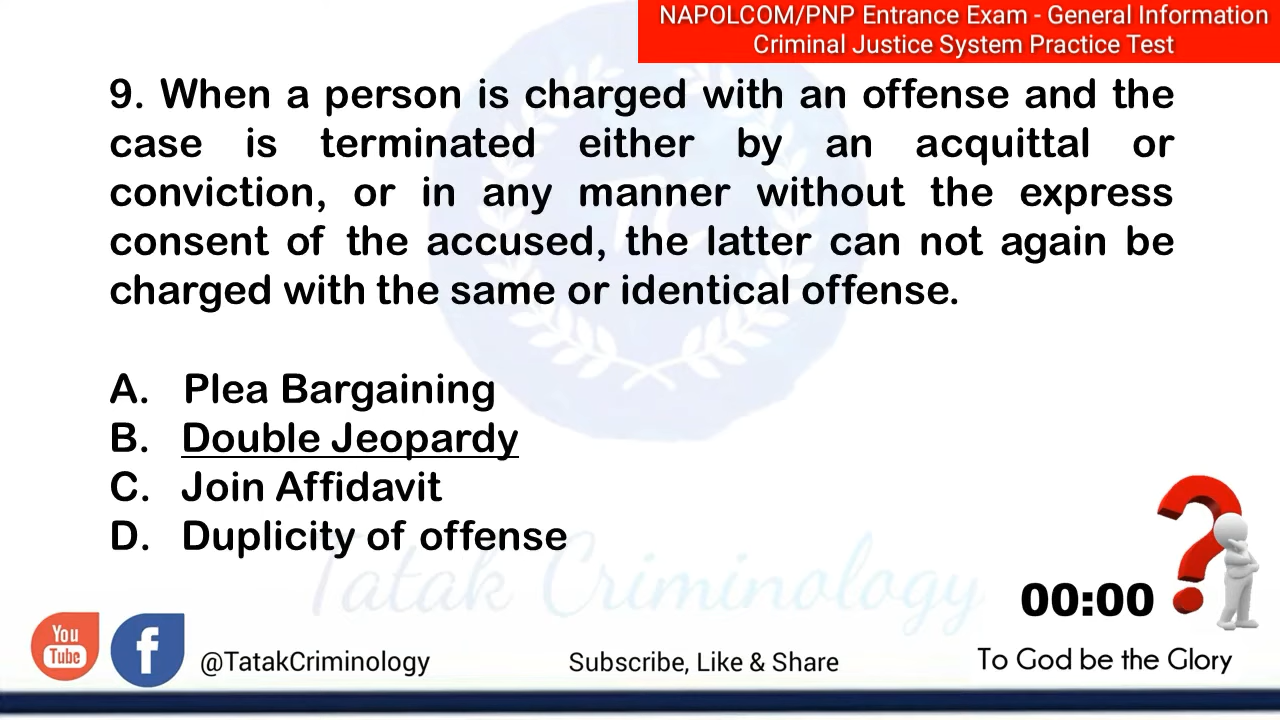 NAPOLCOM/PNP Entrance Exam - General Information
Criminal Justice System Practice Test
9. When a person is charged with an offense and the
case is terminated either by an acquittal or
conviction, or in any manner without the express
consent of the accused, the latter can not again be
charged with the same or identical offense.
A. Plea Bargaining
B. Double Jeopardy
C. Join Affidavit
D. Duplicity of offense
Tatak Criminology
00:00
You
Tube
f
@TatakCriminology
Subscribe, Like & Share
To God be the Glory